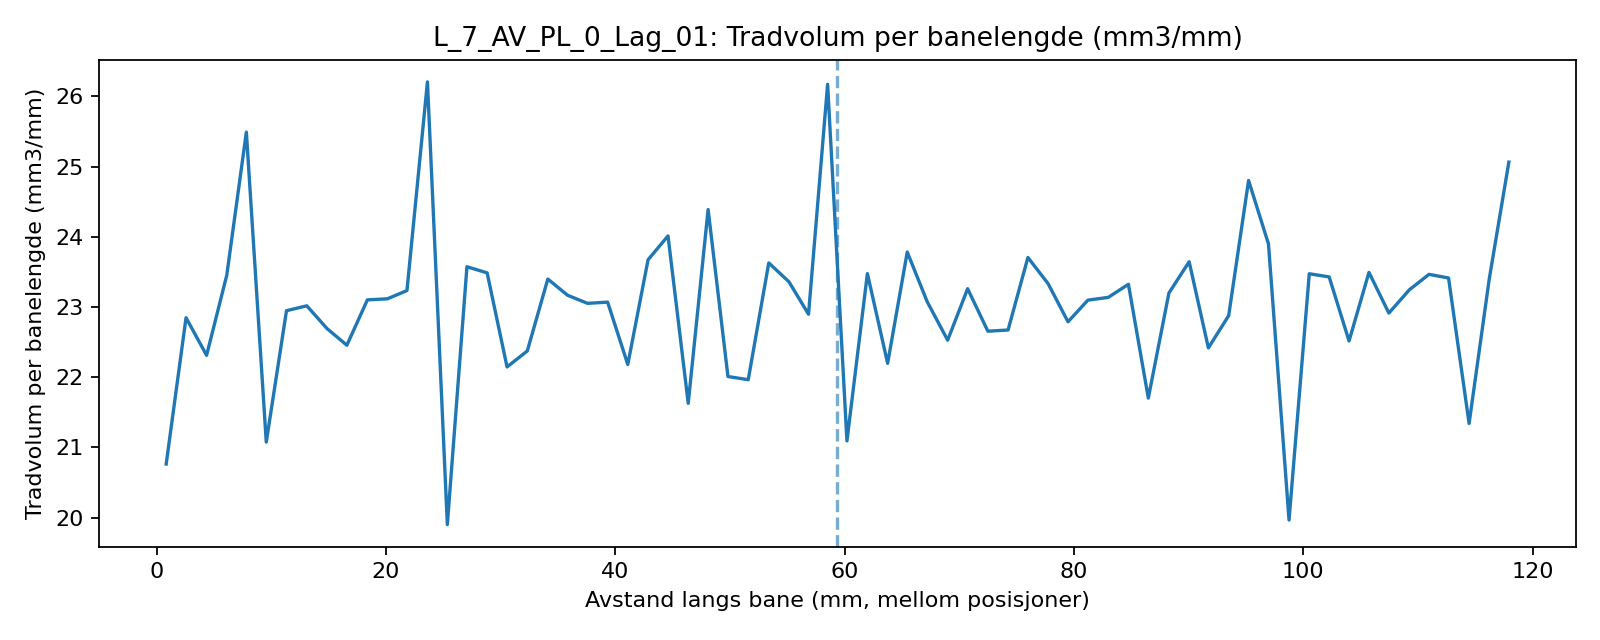 L_7_AV_PL_0_Lag_01: Tradvolum per banelengde (mm3/mm)
Tradvolum per banelengde (mm3/mm)
26
25
24
23
22
21
20
0 20 40 60 80 100 120
Avstand langs bane (mm, mellom posisjoner)